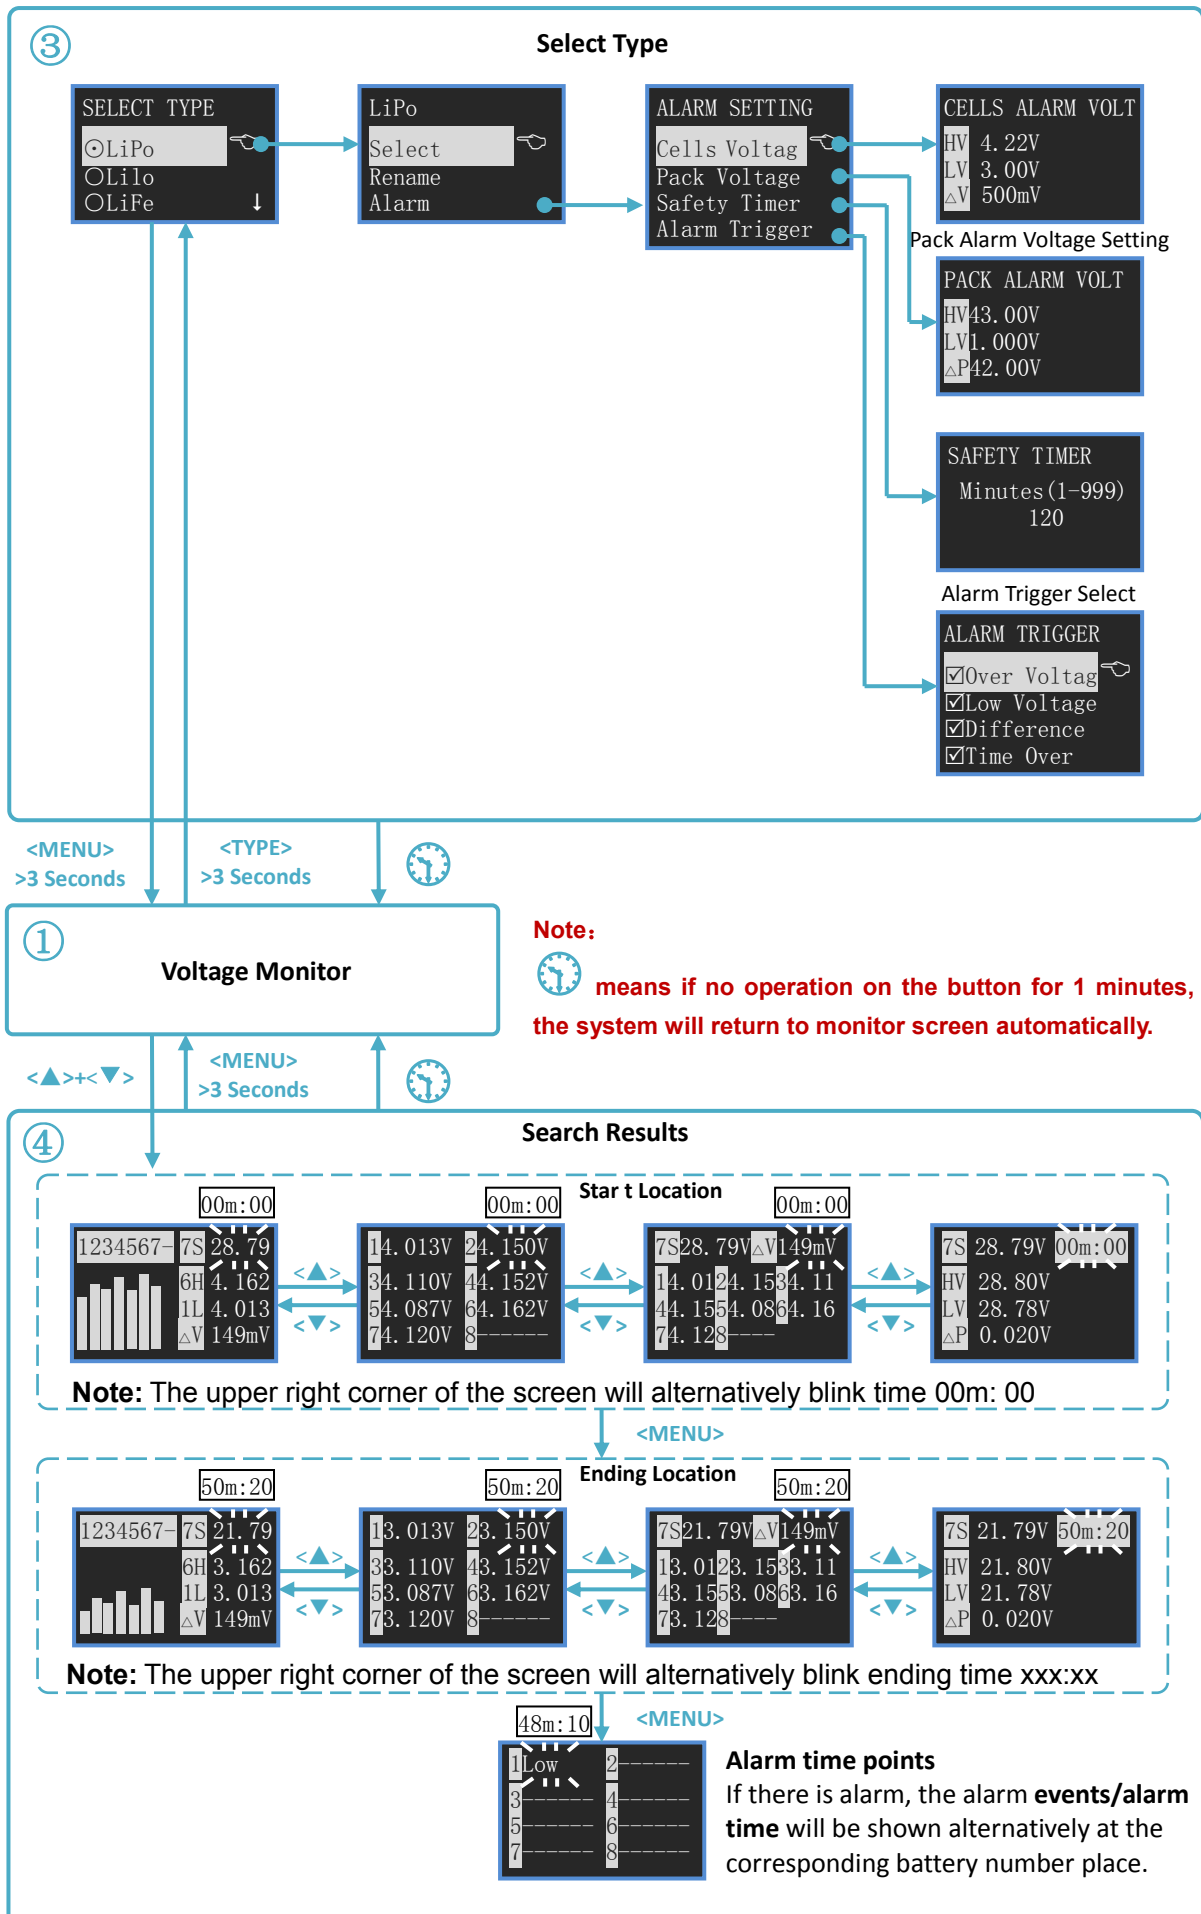 ③
Select Type
SELECT TYPE
⊙LiPo
○LiIo
○LiFe ↓
LiPo
Select
Rename
Alarm
ALARM SETTING
Cells Voltag
Pack Voltage
Safety Timer
Alarm Trigger
CELLS ALARM VOLT
HV 4.22V
LV 3.00V
△V 500mV
Pack Alarm Voltage Setting
PACK ALARM VOLT
HV43.00V
LV1.000V
△P42.00V
SAFETY TIMER
Minutes(1-999)
120
Alarm Trigger Select
ALARM TRIGGER
☑Over Voltag
☑Low Voltage
☑Difference
☑Time Over
<MENU>
>3 Seconds
<TYPE>
>3 Seconds
①
Voltage Monitor
Note：
means if no operation on the button for 1 minutes,
the system will return to monitor screen automatically.
<▲>+<▼>
<MENU>
>3 Seconds
④
Search Results
Star t Location
00m:00
1234567- 7S 28.79
6H 4.162
1L 4.013
△V 149mV
<▲>
<▼>
00m:00
14.013V 24.150V
34.110V 44.152V
54.087V 64.162V
74.120V 8------
<▲>
<▼>
00m:00
7S28.79V△V149mV
14.0124.1534.11
44.1554.0864.16
74.128----
<▲>
<▼>
7S 28.79V 00m:00
HV 28.80V
LV 28.78V
△P 0.020V
Note: The upper right corner of the screen will alternatively blink time 00m: 00
<MENU>
Ending Location
50m:20
1234567- 7S 21.79
6H 3.162
1L 3.013
△V 149mV
<▲>
<▼>
50m:20
13.013V 23.150V
33.110V 43.152V
53.087V 63.162V
73.120V 8------
<▲>
<▼>
50m:20
7S21.79V△V149mV
13.0123.1533.11
43.1553.0863.16
73.128----
<▲>
<▼>
7S 21.79V 50m:20
HV 21.80V
LV 21.78V
△P 0.020V
Note: The upper right corner of the screen will alternatively blink ending time xxx:xx
<MENU>
48m:10
1Low 2------
3------ 4------
5------ 6------
7------ 8------
Alarm time points
If there is alarm, the alarm events/alarm
time will be shown alternatively at the
corresponding battery number place.